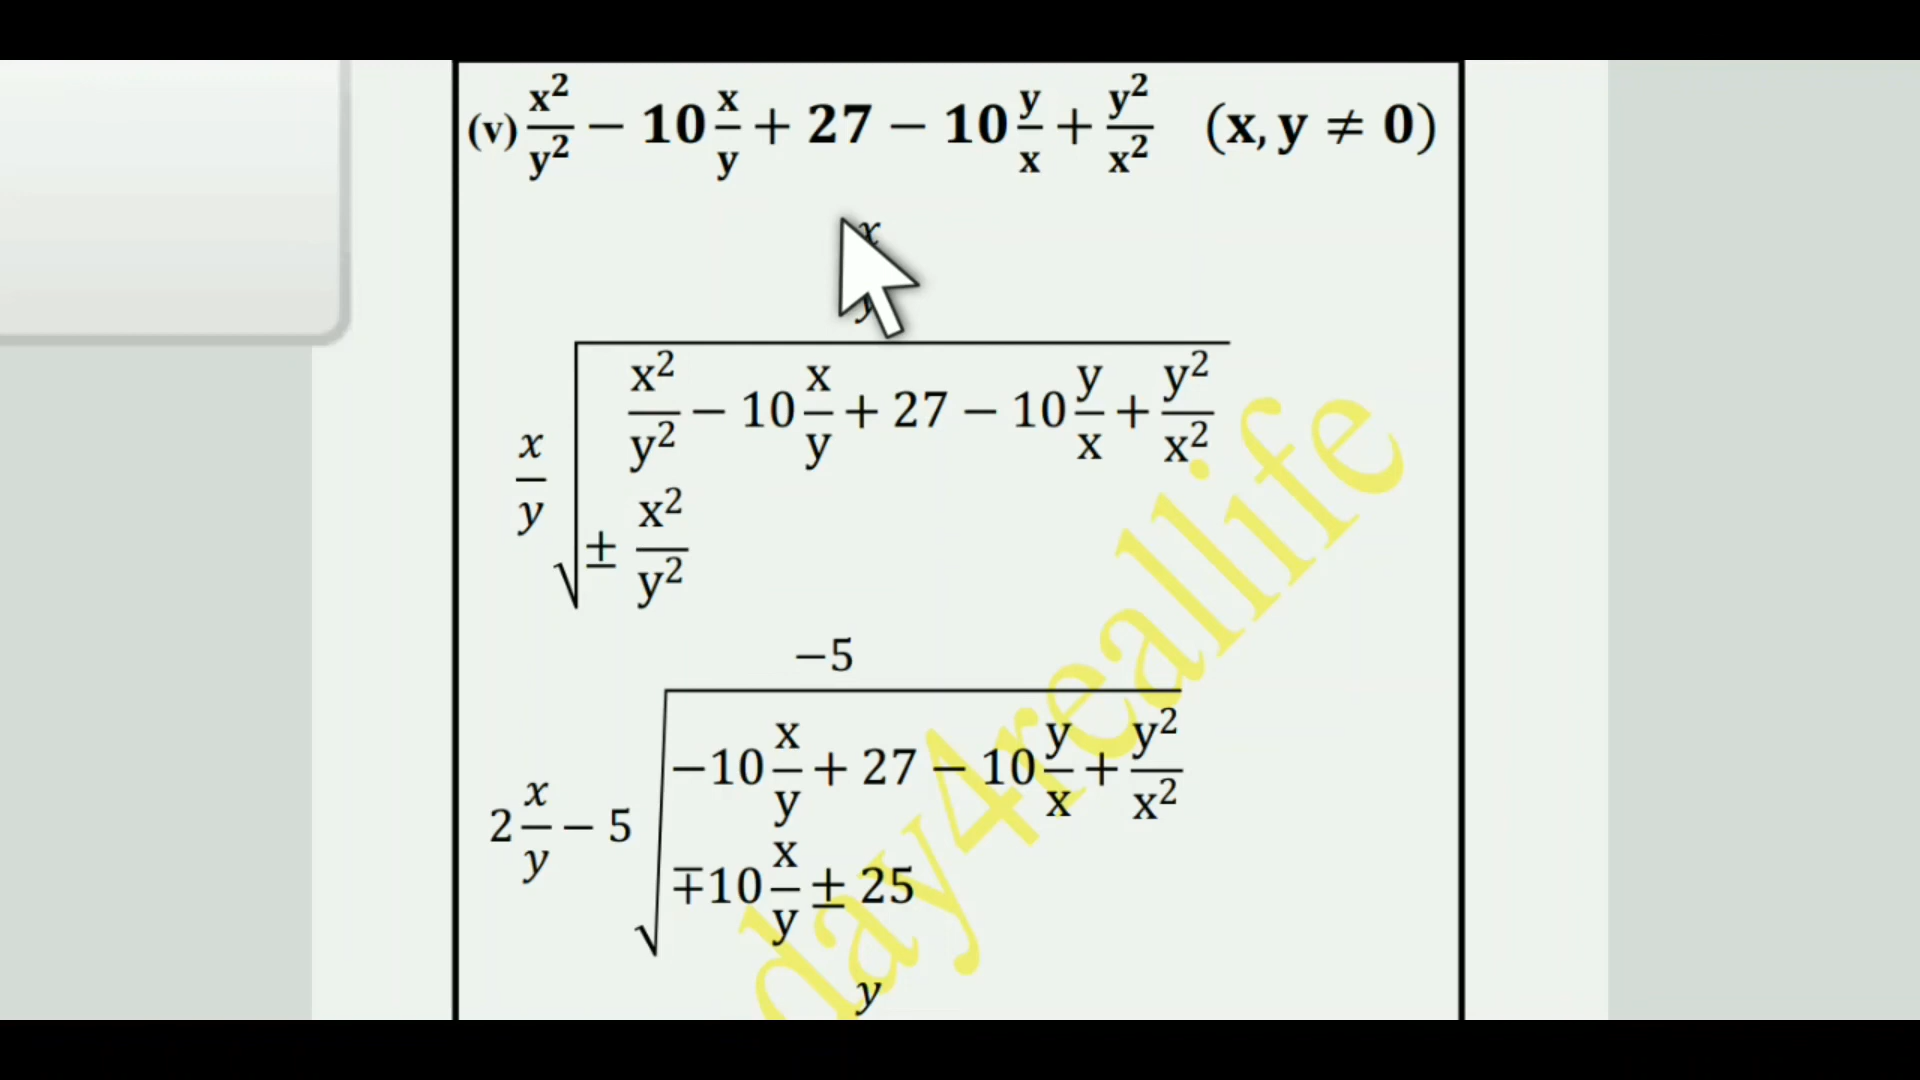 (v) x²/y² − 10 x/y + 27 − 10 y/x + y²/x² (x, y ≠ 0)
x
y
x/y √ x²/y² − 10 x/y + 27 − 10 y/x + y²/x²
± x²/y²
−5
2 x/y − 5 √ −10 x/y + 27 − 10 y/x + y²/x²
∓10 x/y ± 25
y
day4reallife